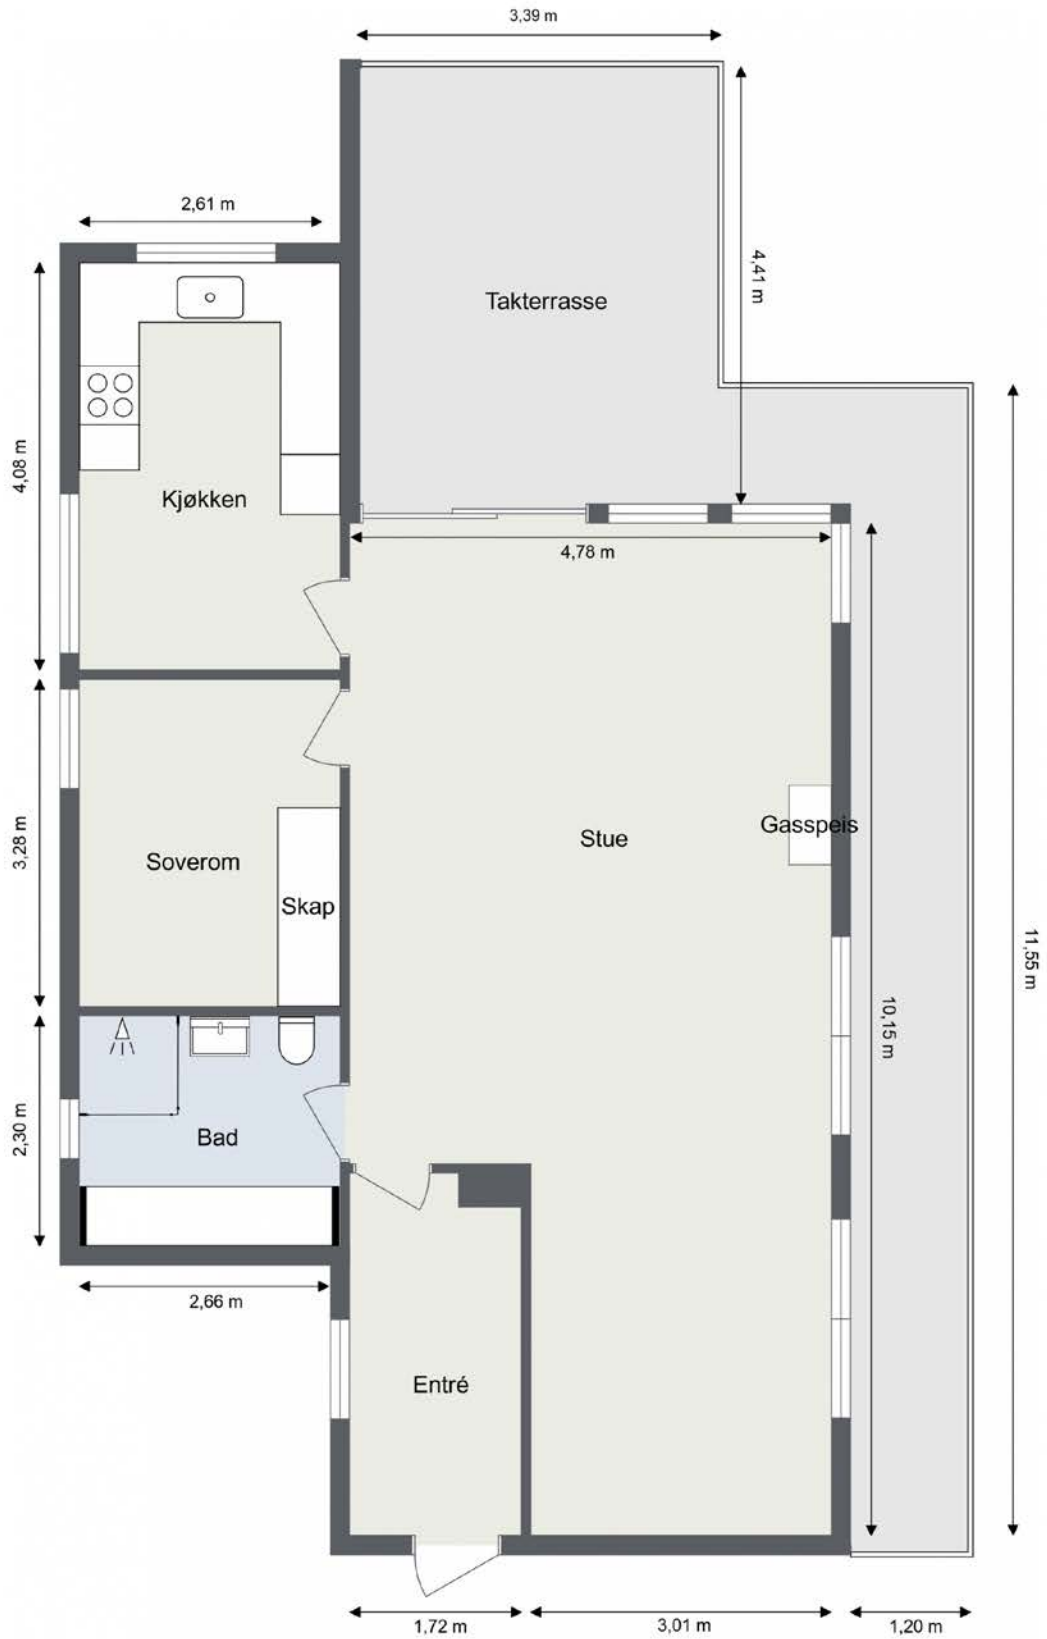 3,39 m
2,61 m
4,41 m
Takterrasse
4,08 m
Kjøkken
4,78 m
3,28 m
Soverom
Skap
Stue
Gasspeis
11,55 m
10,15 m
2,30 m
Bad
2,66 m
Entré
1,72 m
3,01 m
1,20 m